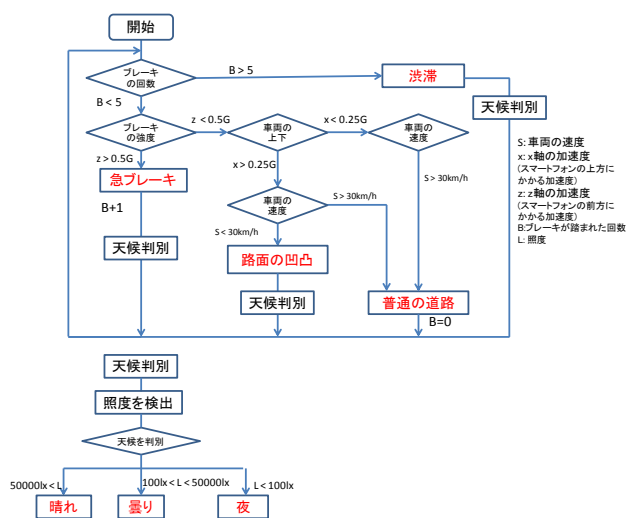 開始
ブレーキ
の回数
B > 5
渋滞
B < 5
天候判別
ブレーキ
の強度
z < 0.5G
車両の
上下
x < 0.25G
車両の
速度
z > 0.5G
急ブレーキ
x > 0.25G
S > 30km/h
S: 車両の速度
x: x軸の加速度
(スマートフォンの上方に
かかる加速度)
z: z軸の加速度
(スマートフォンの前方に
かかる加速度)
B:ブレーキが踏まれた回数
L: 照度
B+1
車両の
速度
S > 30km/h
S < 30km/h
天候判別
路面の凹凸
天候判別
普通の道路
B=0
天候判別
照度を検出
天候を判別
50000lx < L
100lx < L < 50000lx
L < 100lx
晴れ
曇り
夜